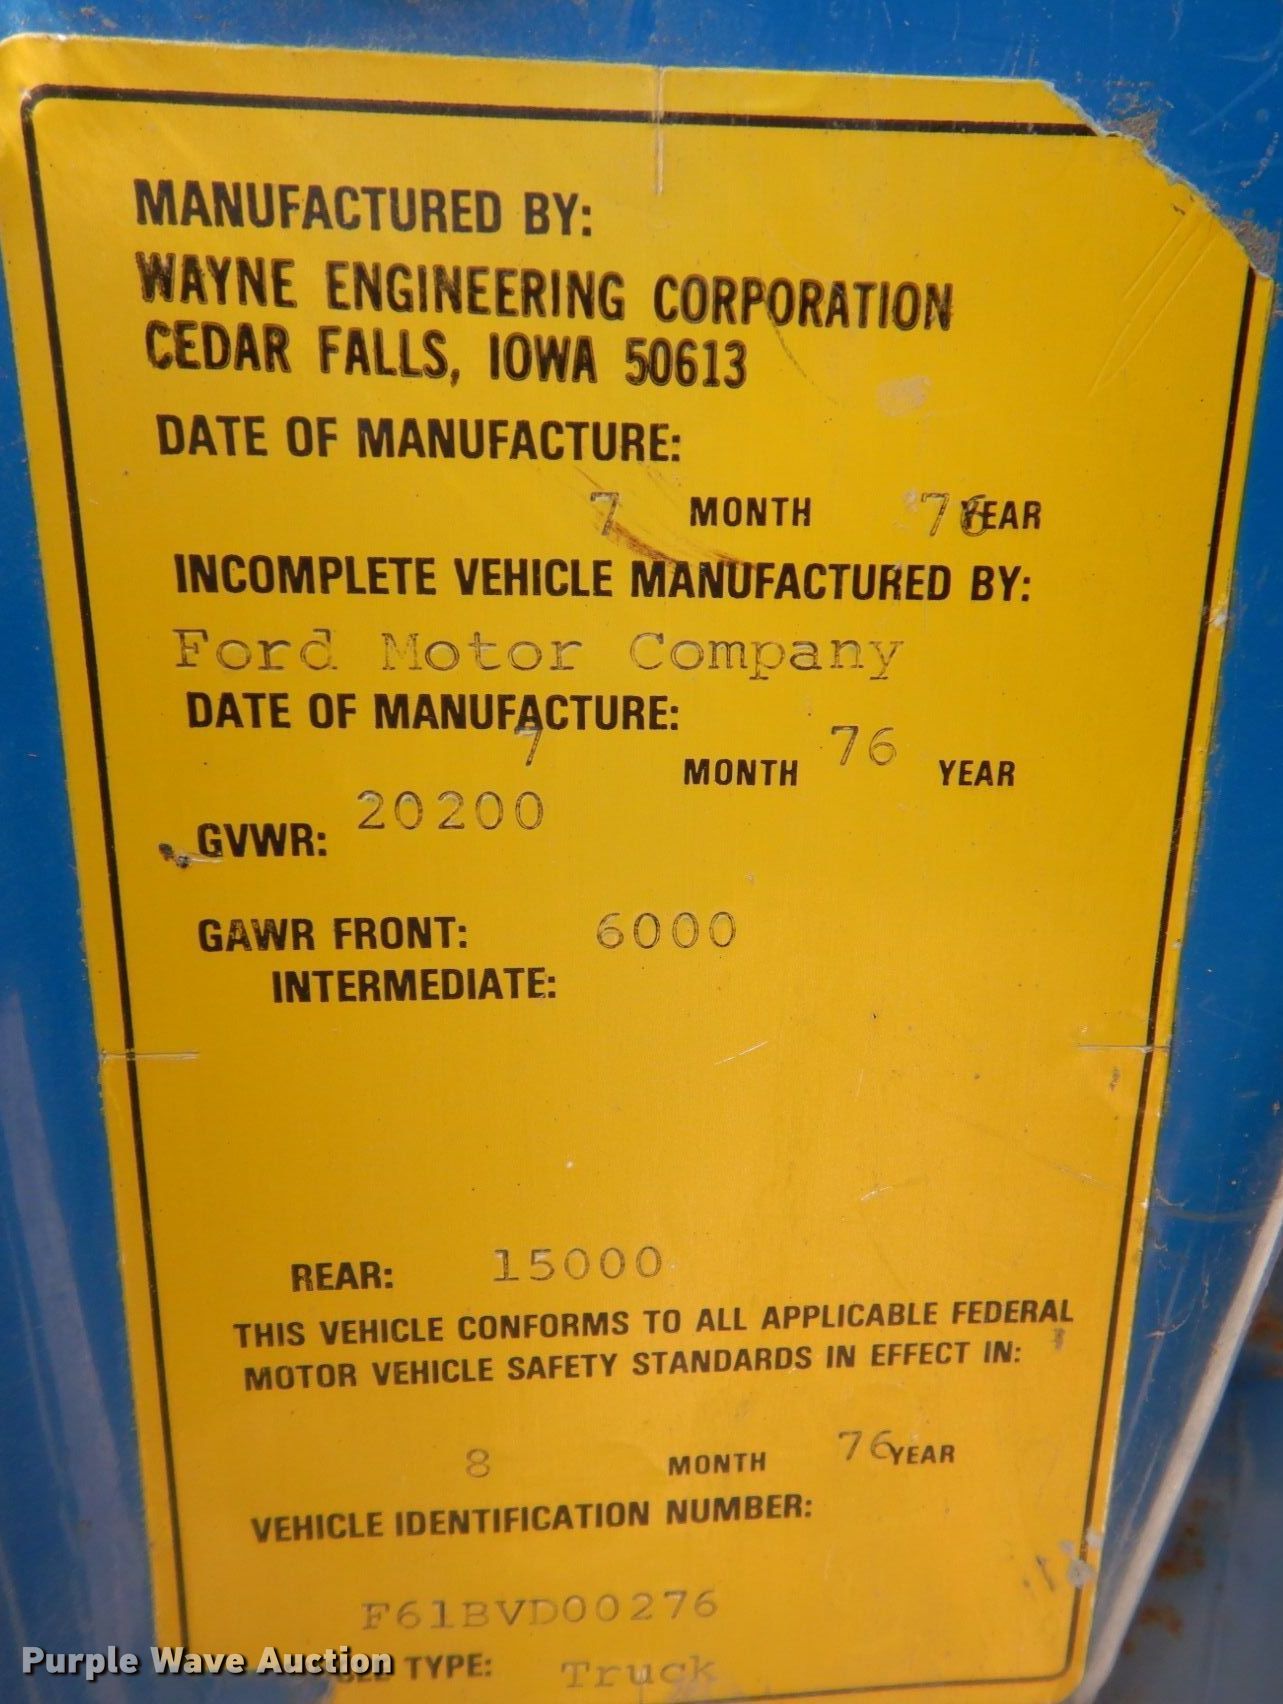 MANUFACTURED BY:
WAYNE ENGINEERING CORPORATION
CEDAR FALLS, IOWA 50613
DATE OF MANUFACTURE:
7 MONTH 76 YEAR
INCOMPLETE VEHICLE MANUFACTURED BY:
Ford Motor Company
DATE OF MANUFACTURE:
7 MONTH 76 YEAR
GVWR: 20200
GAWR FRONT: 6000
INTERMEDIATE:
REAR: 15000
THIS VEHICLE CONFORMS TO ALL APPLICABLE FEDERAL
MOTOR VEHICLE SAFETY STANDARDS IN EFFECT IN:
8 MONTH 76 YEAR
VEHICLE IDENTIFICATION NUMBER:
F61BVD00276
TYPE: Truck
Purple Wave Auction